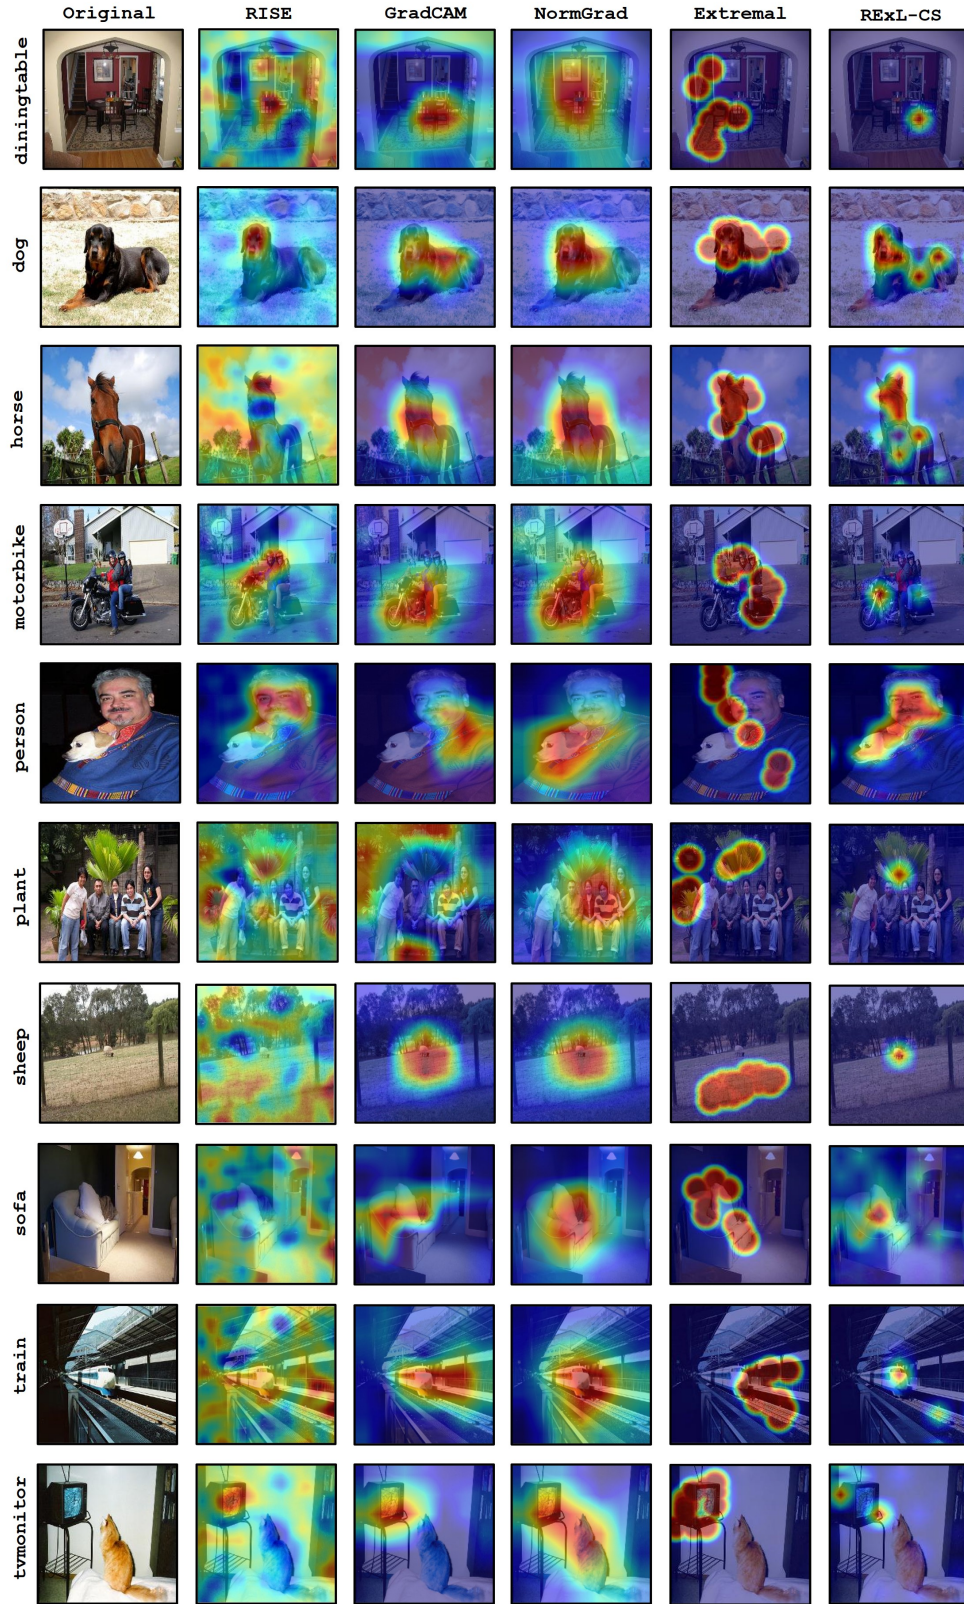 Original RISE GradCAM NormGrad Extremal RExL-CS
diningtable
dog
horse
motorbike
person
plant
sheep
sofa
train
tvmonitor